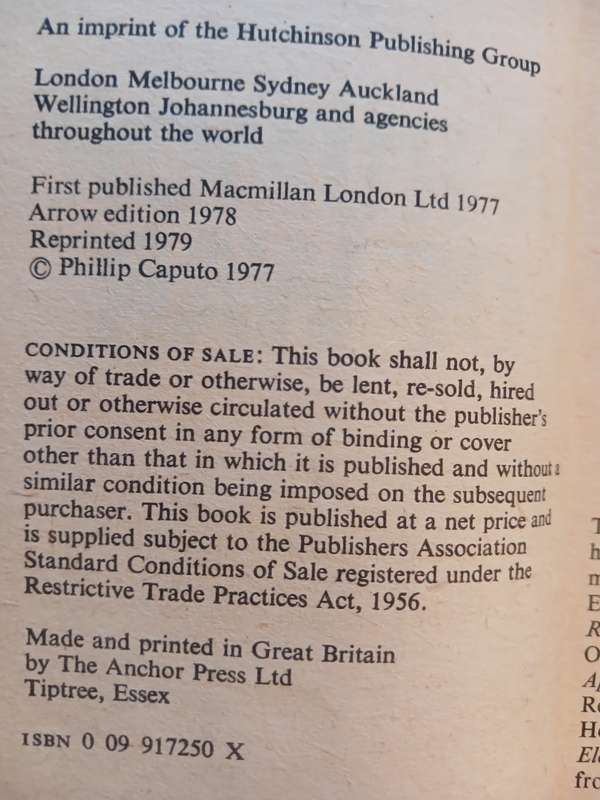 An imprint of the Hutchinson Publishing Group
London Melbourne Sydney Auckland
Wellington Johannesburg and agencies
throughout the world
First published Macmillan London Ltd 1977
Arrow edition 1978
Reprinted 1979
© Phillip Caputo 1977
CONDITIONS OF SALE: This book shall not, by
way of trade or otherwise, be lent, re-sold, hired
out or otherwise circulated without the publisher's
prior consent in any form of binding or cover
other than that in which it is published and without a
similar condition being imposed on the subsequent
purchaser. This book is published at a net price and
is supplied subject to the Publishers Association
Standard Conditions of Sale registered under the
Restrictive Trade Practices Act, 1956.
Made and printed in Great Britain
by The Anchor Press Ltd
Tiptree, Essex
ISBN 0 09 917250 X